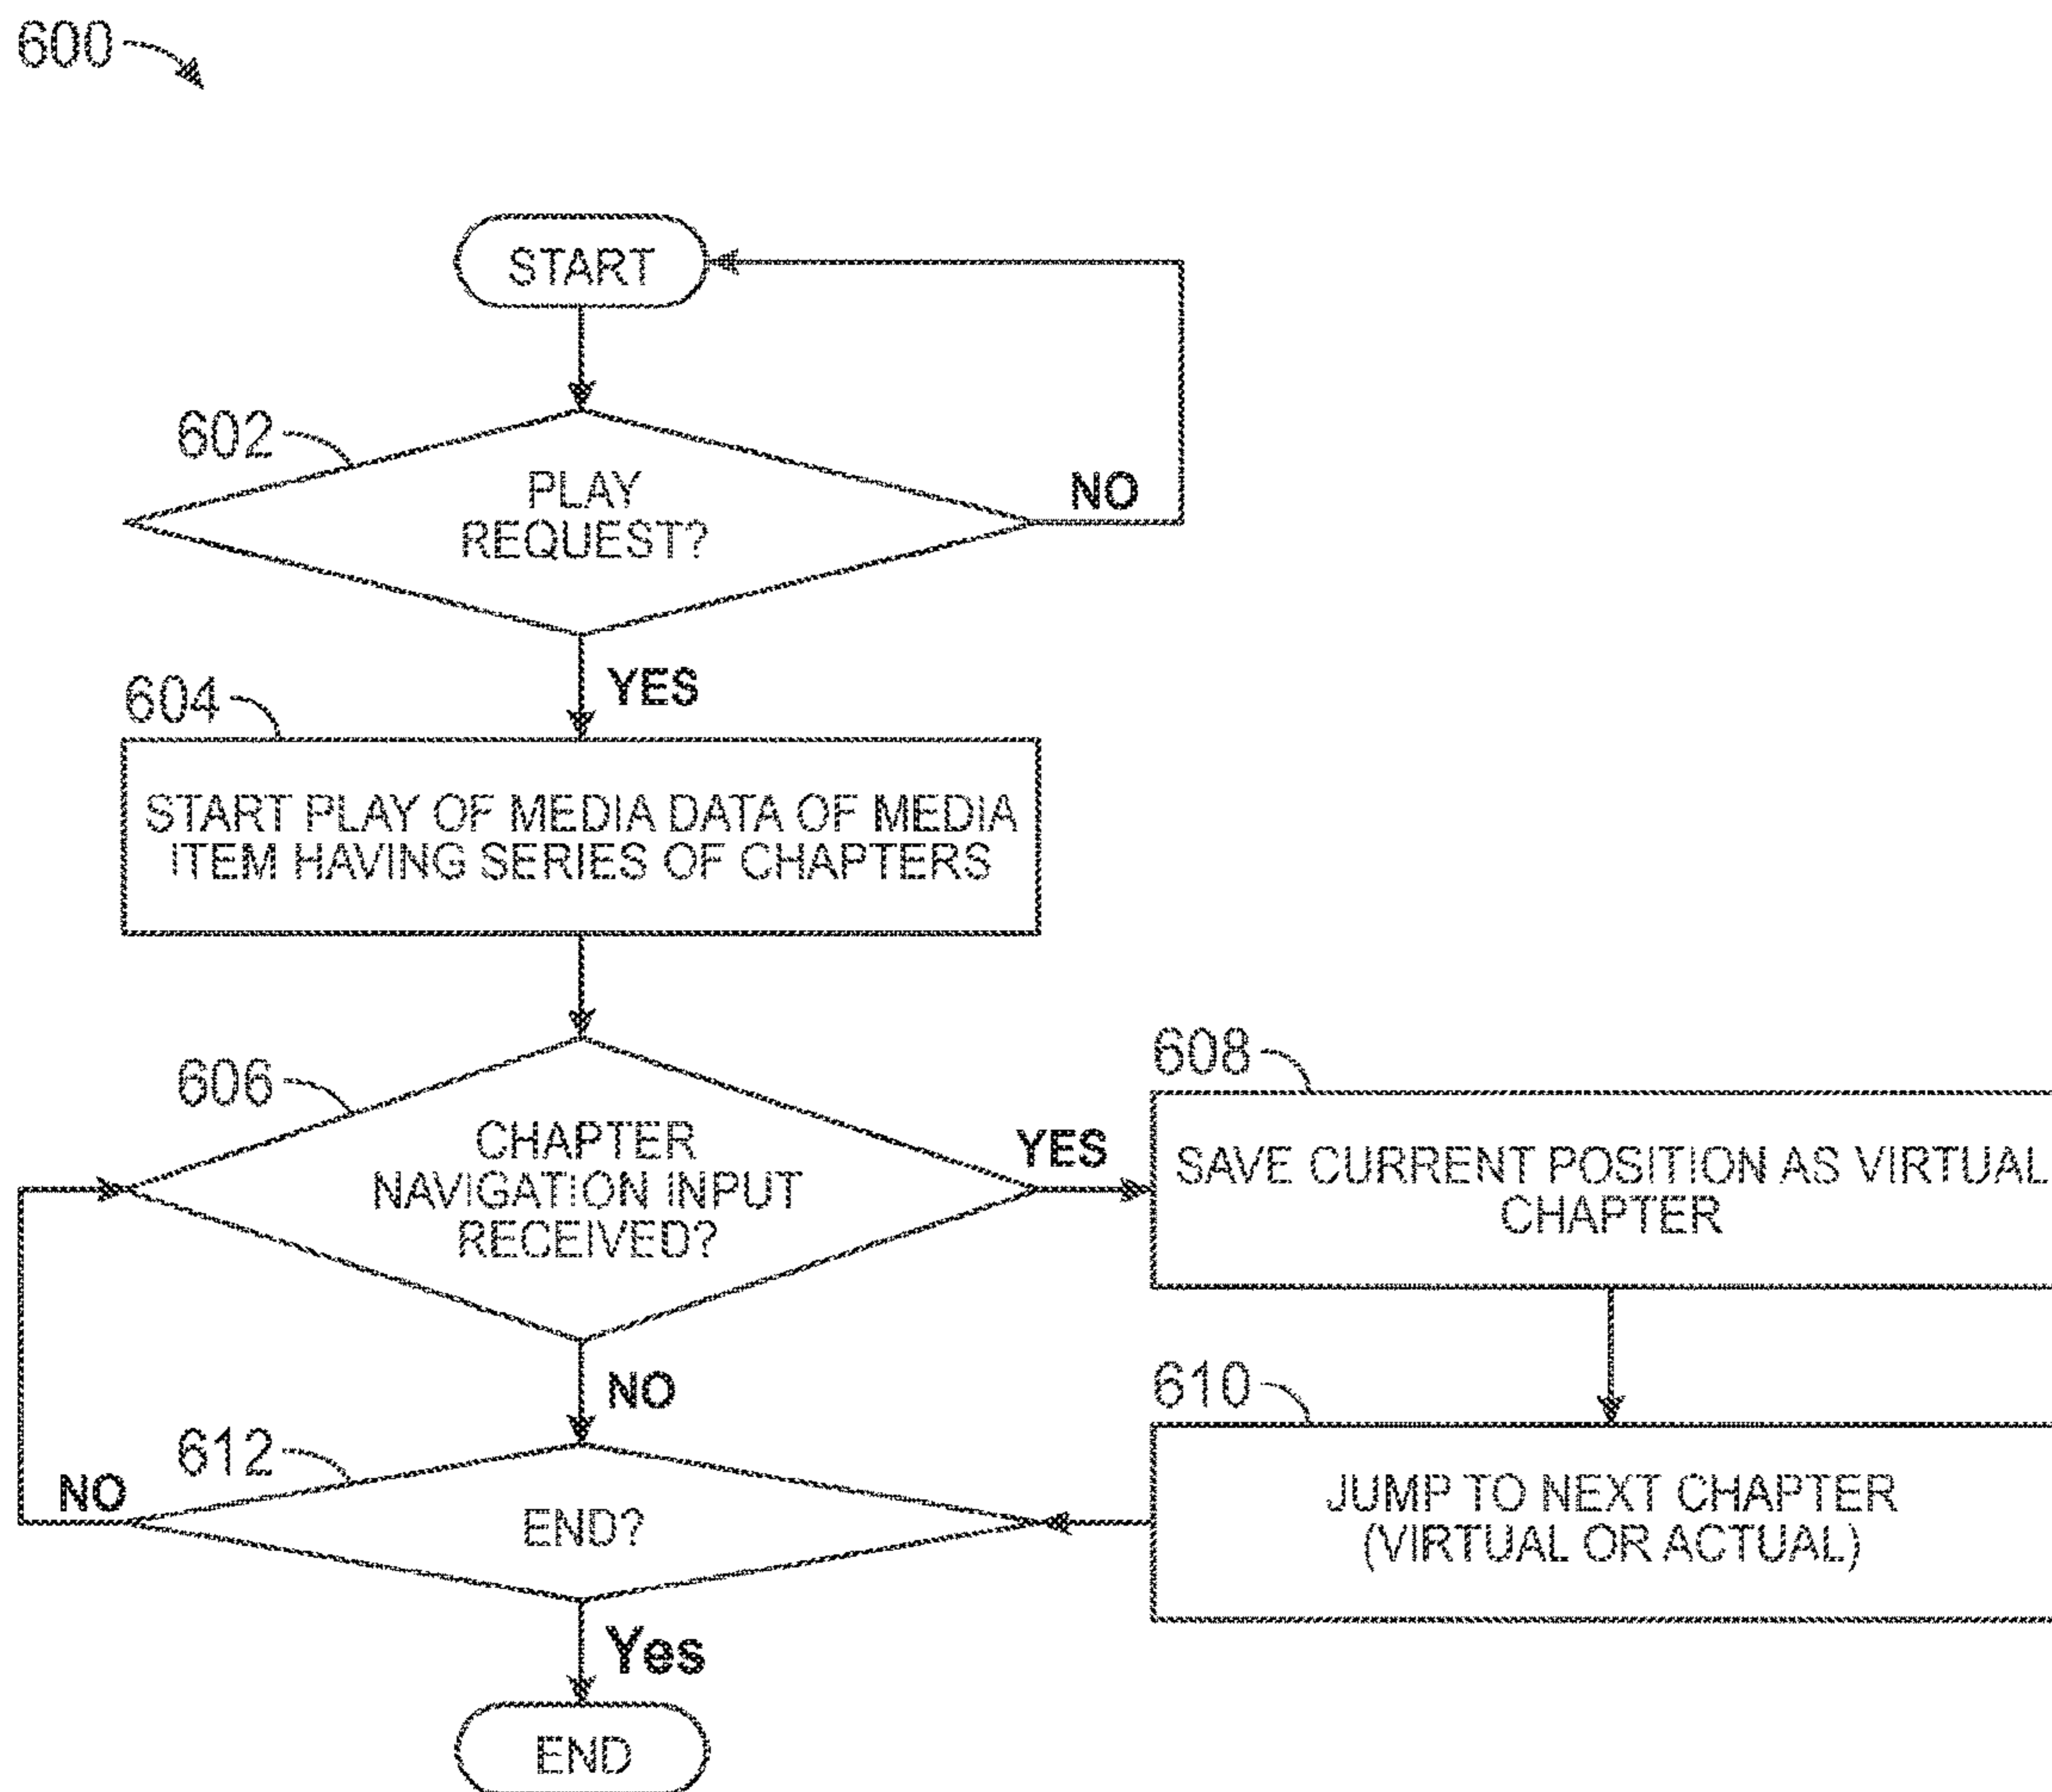 600
START
602
PLAY
REQUEST?
NO
YES
604
START PLAY OF MEDIA DATA OF MEDIA
ITEM HAVING SERIES OF CHAPTERS
606
CHAPTER
NAVIGATION INPUT
RECEIVED?
YES
608
SAVE CURRENT POSITION AS VIRTUAL
CHAPTER
NO
610
JUMP TO NEXT CHAPTER
(VIRTUAL OR ACTUAL)
612
NO
END?
Yes
END